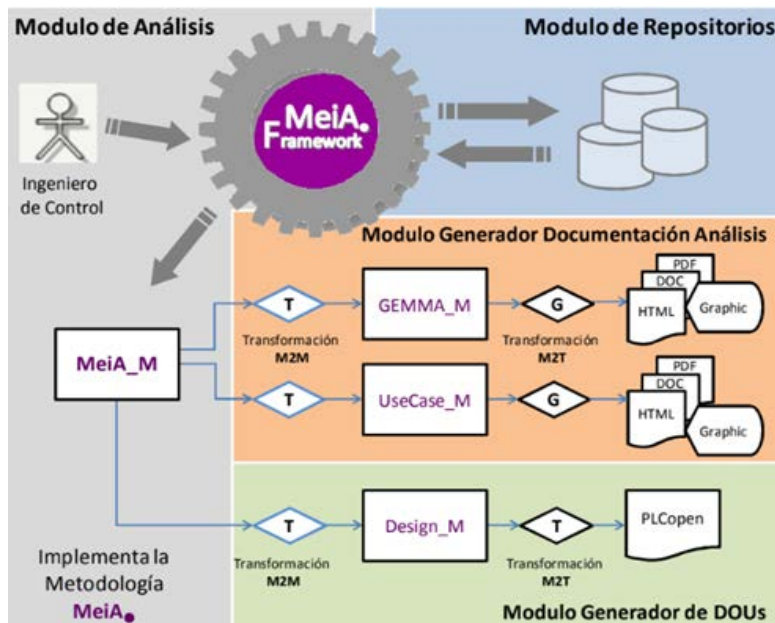 Modulo de Análisis
Modulo de Repositorios
MeiA.
Framework
Ingeniero
de Control
Modulo Generador Documentación Análisis
T
GEMMA_M
G
PDF
DOC
HTML
Graphic
Transformación
M2M
Transformación
M2T
MeiA_M
T
UseCase_M
G
PDF
DOC
HTML
Graphic
T
Design_M
T
PLCopen
Transformación
M2M
Transformación
M2T
Implementa la
Metodología
MeiA.
Modulo Generador de DOUs